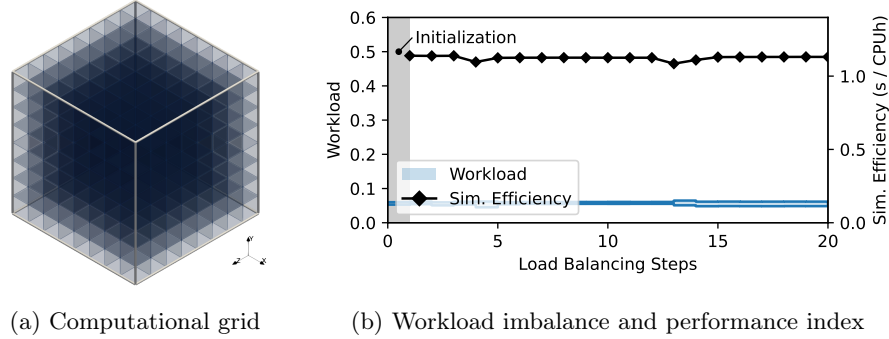 Y
Z
X
(a) Computational grid
0.6
0.5
0.4
0.3
0.2
0.1
0.0
Workload
Initialization
Workload
Sim. Efficiency
0
5
10
15
20
Load Balancing Steps
1.0
0.5
0.0
Sim. Efficiency (s / CPUh)
(b) Workload imbalance and performance index